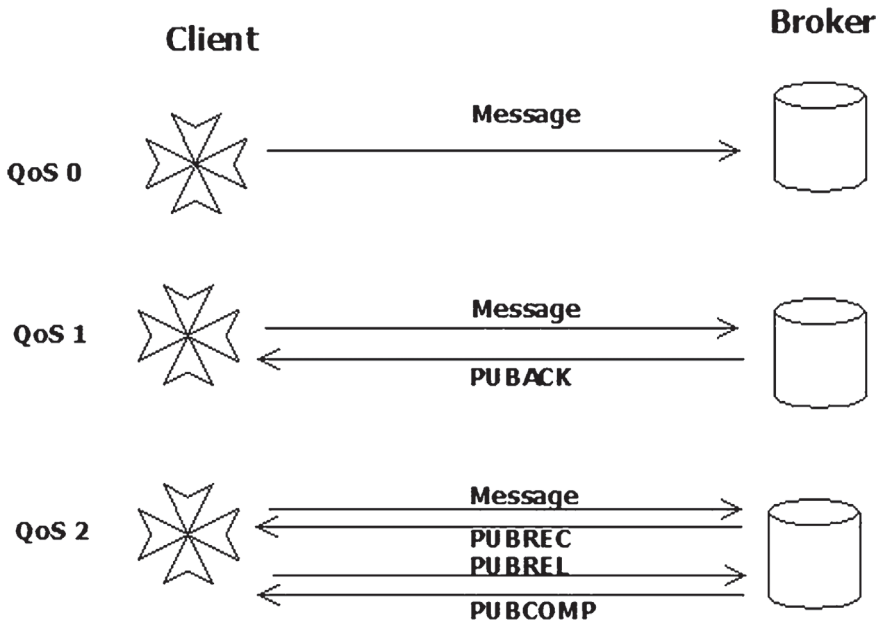 Client
Broker
QoS 0
Message
QoS 1
Message
PUBACK
QoS 2
Message
PUBREC
PUBREL
PUBCOMP